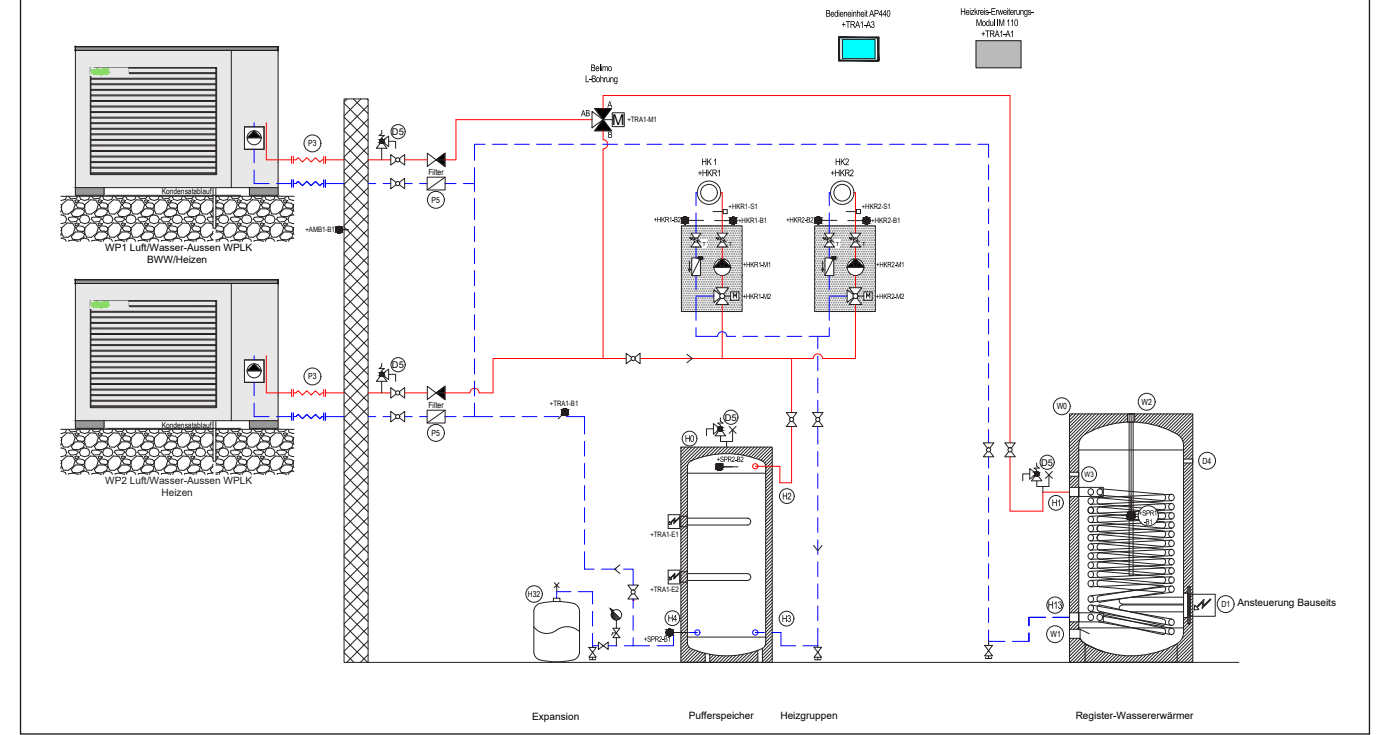 Bedieneinheit AP440
+TRA1-A3
Heizkreis-Erweiterungs-
Modul IM 110
+TRA1-A1
Belimo
L-Bohrung
A
AB
M
+TRA1-M1
B
P3
D5
Filter
P5
Kondensatablauf
+AMB1-B1
WP1 Luft/Wasser-Aussen WPLK
BWW/Heizen
HK 1
+HKR1
HK2
+HKR2
+HKR1-S1
+HKR1-B2
+HKR1-B1
+HKR2-S1
+HKR2-B2
+HKR2-B1
+HKR1-M1
+HKR2-M1
M
+HKR1-M2
M
+HKR2-M2
P3
D5
Filter
P5
Kondensatablauf
WP2 Luft/Wasser-Aussen WPLK
Heizen
+TRA1-B1
D5
H0
+SPR2-B2
H2
+TRA1-E1
+TRA1-E2
H32
H4
+SPR2-B1
H3
W0
W2
D5
W3
D4
H1
+SPR1
-B1
H13
W1
D1
Ansteuerung Bauseits
Expansion
Pufferspeicher
Heizgruppen
Register-Wassererwärmer